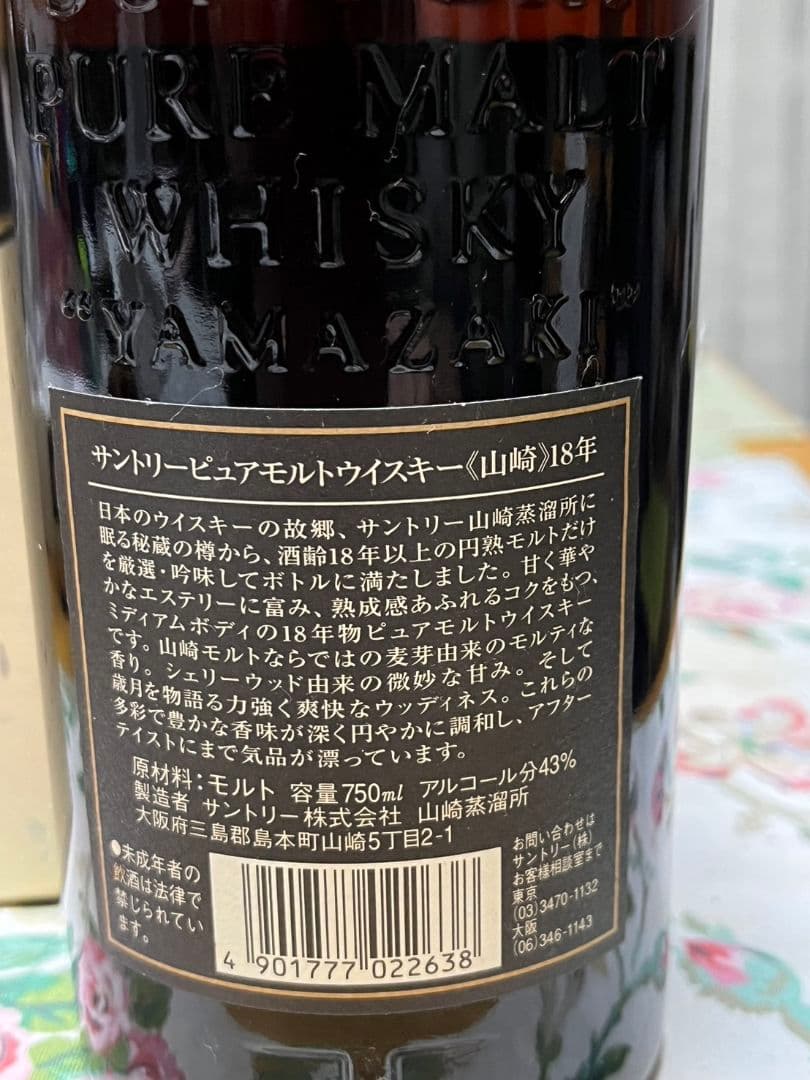 PURE MALT
WHISKY
"YAMAZAKI"
サントリーピュアモルトウイスキー《山崎》18年
日本のウイスキーの故郷、サントリー山崎蒸溜所に
眠る秘蔵の樽から、酒齢18年以上の円熟モルトだけ
を厳選・吟味してボトルに満たしました。甘く華や
かなエステリーに富み、熟成感あふれるコクをもつ、
ミディアムボディの18年物ピュアモルトウイスキー
です。山崎モルトならではの麦芽由来のモルティな
香り。シェリーウッド由来の微妙な甘み。そして
歳月を物語る力強く爽快なウッディネス。これらの
多彩で豊かな香味が深く円やかに調和し、アフター
テイストにまで気品が漂っています。
原材料：モルト 容量750ml アルコール分43%
製造者 サントリー株式会社 山崎蒸溜所
大阪府三島郡島本町山崎5丁目2-1
●未成年者の
飲酒は法律で
禁じられてい
ます。
4 901777 022638
お問い合わせは
サントリー(株)
お客様相談室まで
東京
(03)3470-1132
大阪
(06)346-1143